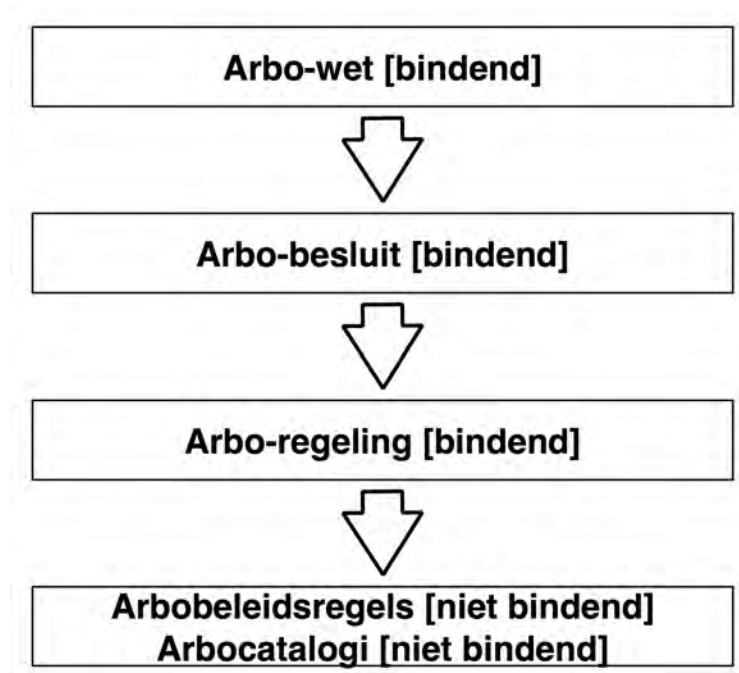 Arbo-wet [bindend]
Arbo-besluit [bindend]
Arbo-regeling [bindend]
Arbobeleidsregels [niet bindend]
Arbocatalogi [niet bindend]